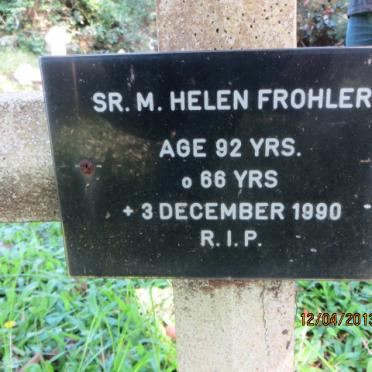 SR. M. HELEN FROHLER
AGE 92 YRS.
o 66 YRS
+ 3 DECEMBER 1990
R.I.P.
12/04/2013